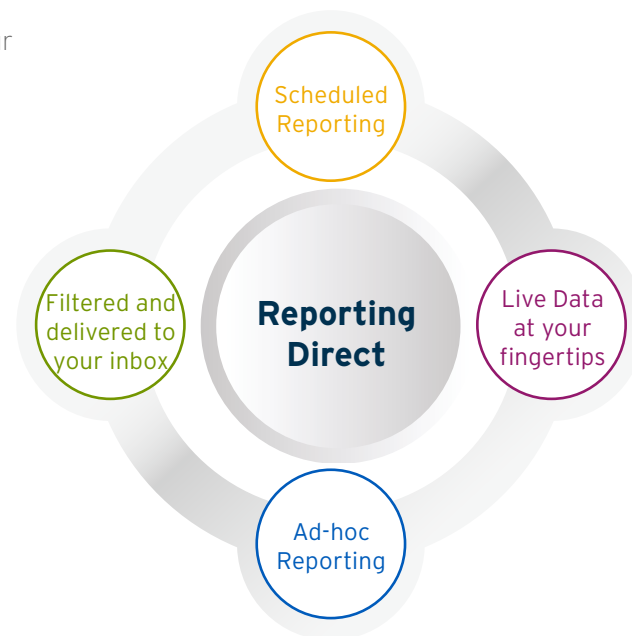 Scheduled
Reporting
Filtered and
delivered to
your inbox
Reporting
Direct
Live Data
at your
fingertips
Ad-hoc
Reporting